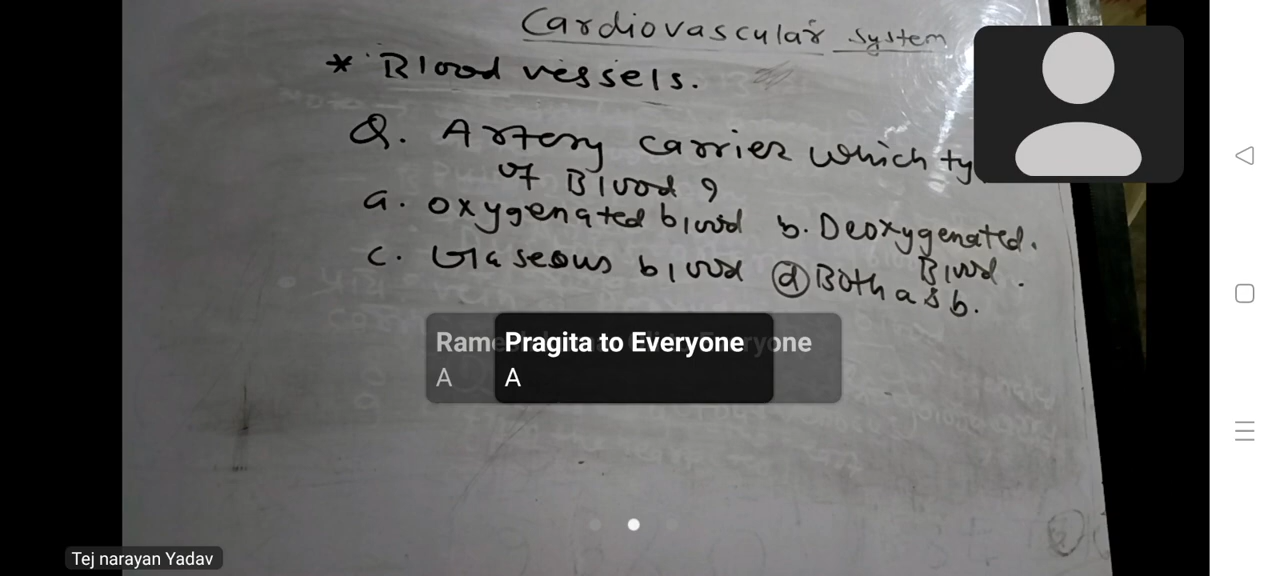 Cardiovascular system
* Blood vessels.
Q. Artery carries which ty
of Blood ?
a. oxygenated blood b. Deoxygenated.
Blood.
c. Gaseous blood d Both a & b.
Pragita to Everyone
A
A
Tej narayan Yadav